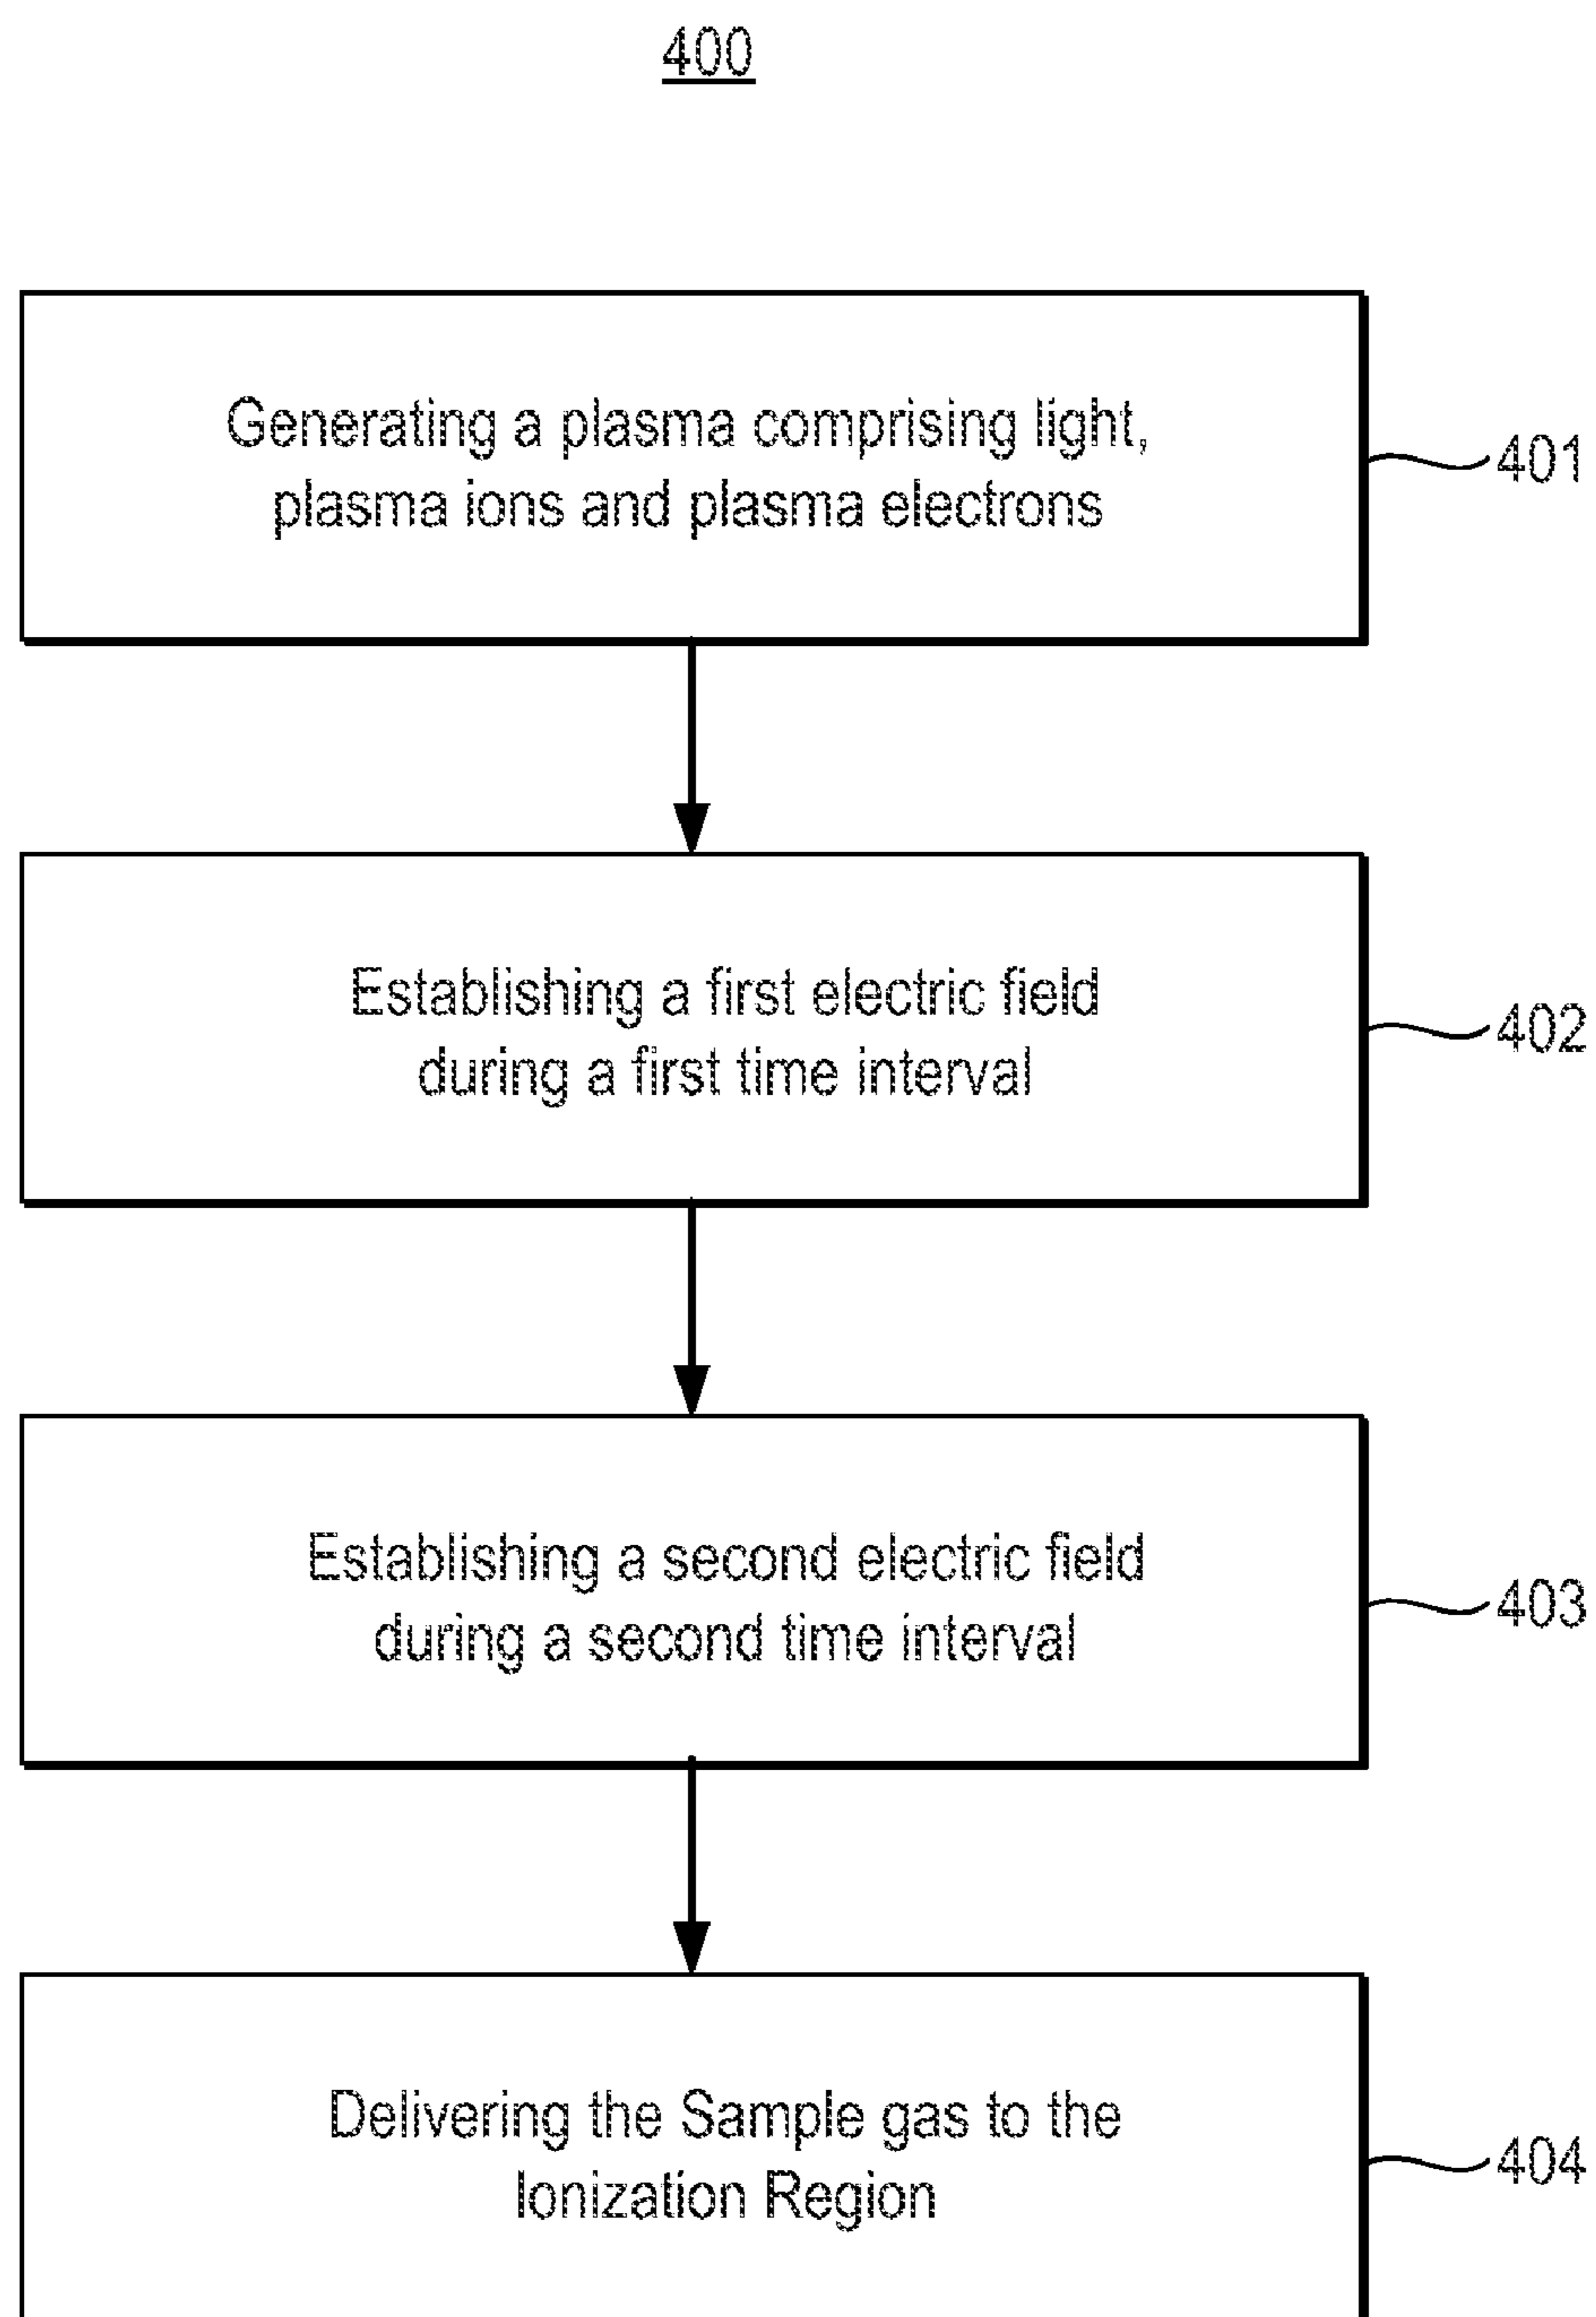 400
Generating a plasma comprising light,
plasma ions and plasma electrons
401
Establishing a first electric field
during a first time interval
402
Establishing a second electric field
during a second time interval
403
Delivering the Sample gas to the
Ionization Region
404